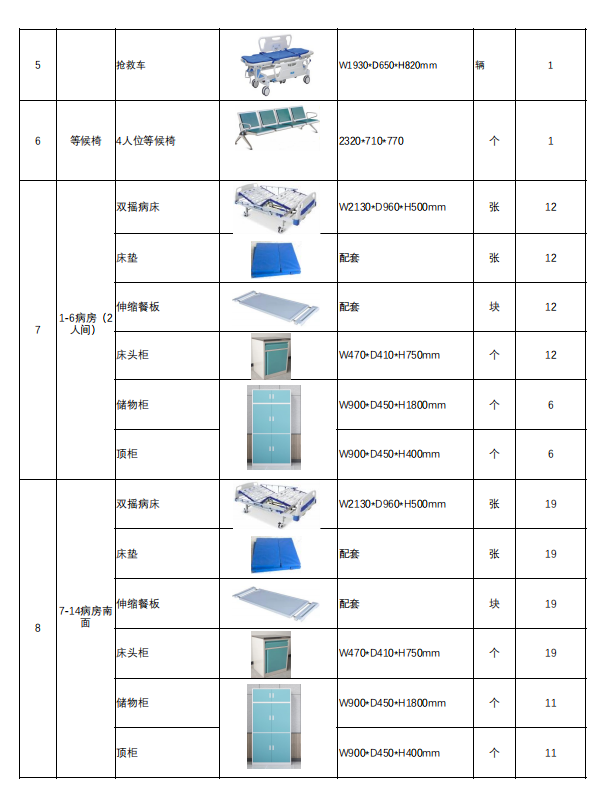 5 抢救车 W1930*D650*H820mm 辆 1
6 等候椅 4人位等候椅 2320*710*770 个 1
7 1-6病房（2
人间）
双摇病床 W2130*D960*H500mm 张 12
床垫 配套 张 12
伸缩餐板 配套 块 12
床头柜 W470*D410*H750mm 个 12
储物柜 W900*D450*H1800mm 个 6
顶柜 W900*D450*H400mm 个 6
8 7-14病房南
面
双摇病床 W2130*D960*H500mm 张 19
床垫 配套 张 19
伸缩餐板 配套 块 19
床头柜 W470*D410*H750mm 个 19
储物柜 W900*D450*H1800mm 个 11
顶柜 W900*D450*H400mm 个 11